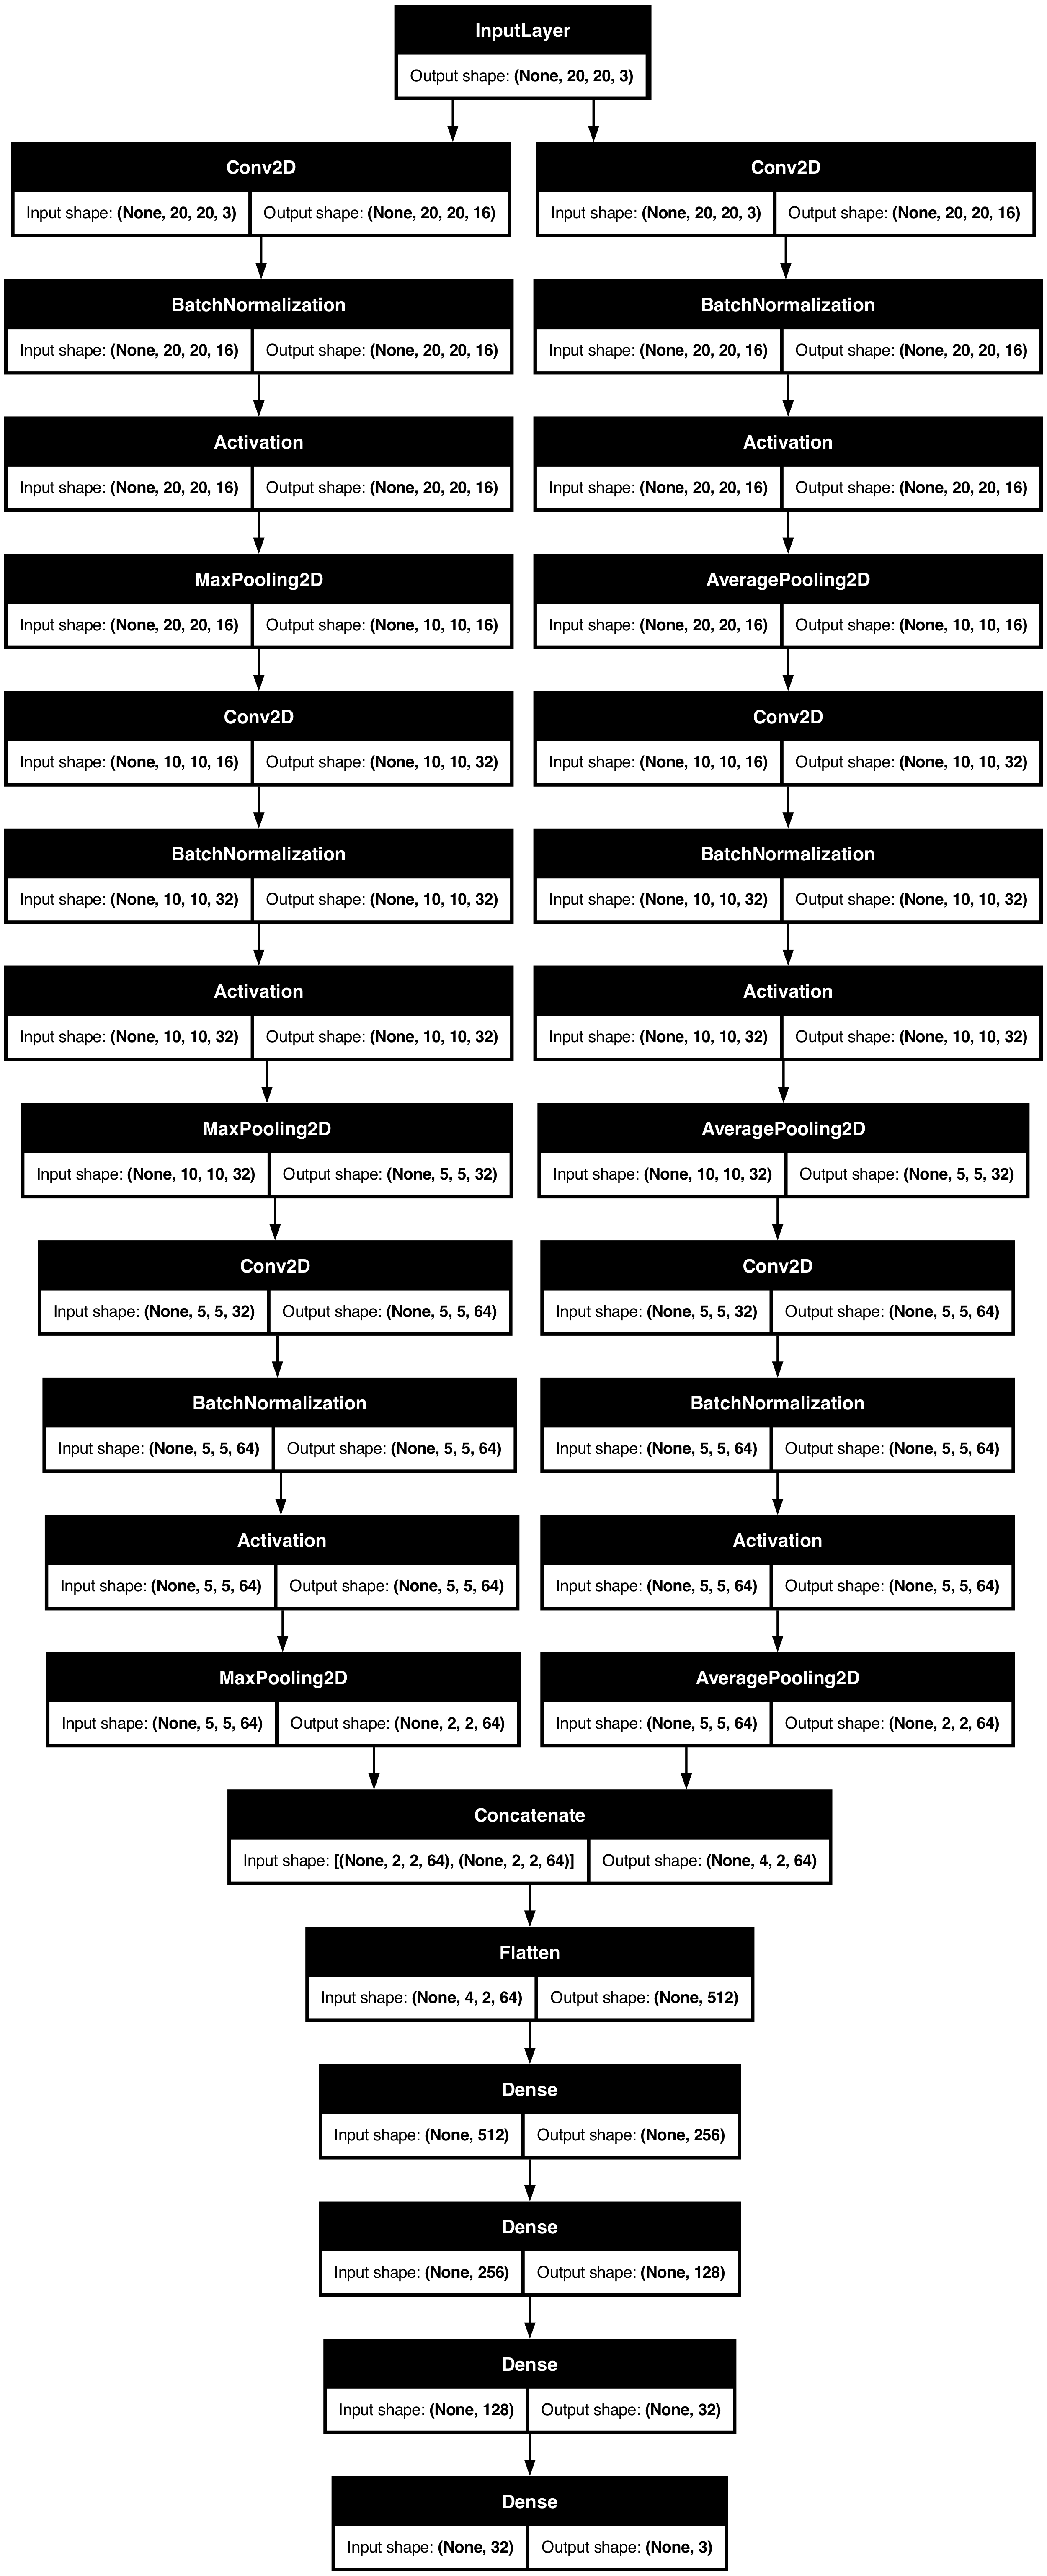 InputLayer
Output shape: (None, 20, 20, 3)
Conv2D
Input shape: (None, 20, 20, 3) Output shape: (None, 20, 20, 16)
Conv2D
Input shape: (None, 20, 20, 3) Output shape: (None, 20, 20, 16)
BatchNormalization
Input shape: (None, 20, 20, 16) Output shape: (None, 20, 20, 16)
BatchNormalization
Input shape: (None, 20, 20, 16) Output shape: (None, 20, 20, 16)
Activation
Input shape: (None, 20, 20, 16) Output shape: (None, 20, 20, 16)
Activation
Input shape: (None, 20, 20, 16) Output shape: (None, 20, 20, 16)
MaxPooling2D
Input shape: (None, 20, 20, 16) Output shape: (None, 10, 10, 16)
AveragePooling2D
Input shape: (None, 20, 20, 16) Output shape: (None, 10, 10, 16)
Conv2D
Input shape: (None, 10, 10, 16) Output shape: (None, 10, 10, 32)
Conv2D
Input shape: (None, 10, 10, 16) Output shape: (None, 10, 10, 32)
BatchNormalization
Input shape: (None, 10, 10, 32) Output shape: (None, 10, 10, 32)
BatchNormalization
Input shape: (None, 10, 10, 32) Output shape: (None, 10, 10, 32)
Activation
Input shape: (None, 10, 10, 32) Output shape: (None, 10, 10, 32)
Activation
Input shape: (None, 10, 10, 32) Output shape: (None, 10, 10, 32)
MaxPooling2D
Input shape: (None, 10, 10, 32) Output shape: (None, 5, 5, 32)
AveragePooling2D
Input shape: (None, 10, 10, 32) Output shape: (None, 5, 5, 32)
Conv2D
Input shape: (None, 5, 5, 32) Output shape: (None, 5, 5, 64)
Conv2D
Input shape: (None, 5, 5, 32) Output shape: (None, 5, 5, 64)
BatchNormalization
Input shape: (None, 5, 5, 64) Output shape: (None, 5, 5, 64)
BatchNormalization
Input shape: (None, 5, 5, 64) Output shape: (None, 5, 5, 64)
Activation
Input shape: (None, 5, 5, 64) Output shape: (None, 5, 5, 64)
Activation
Input shape: (None, 5, 5, 64) Output shape: (None, 5, 5, 64)
MaxPooling2D
Input shape: (None, 5, 5, 64) Output shape: (None, 2, 2, 64)
AveragePooling2D
Input shape: (None, 5, 5, 64) Output shape: (None, 2, 2, 64)
Concatenate
Input shape: [(None, 2, 2, 64), (None, 2, 2, 64)] Output shape: (None, 4, 2, 64)
Flatten
Input shape: (None, 4, 2, 64) Output shape: (None, 512)
Dense
Input shape: (None, 512) Output shape: (None, 256)
Dense
Input shape: (None, 256) Output shape: (None, 128)
Dense
Input shape: (None, 128) Output shape: (None, 32)
Dense
Input shape: (None, 32) Output shape: (None, 3)